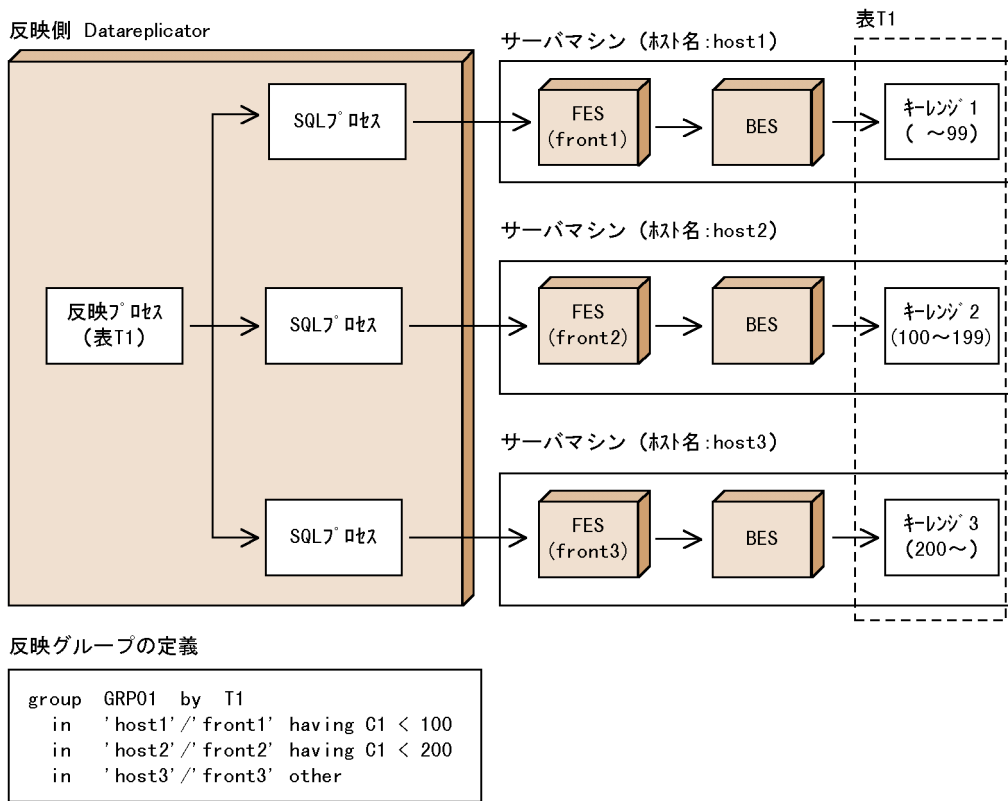 反映側 Datareplicator
表T1
サーバマシン (ﾎｽﾄ名:host1)
SQLﾌﾟﾛｾｽ
FES
(front1)
BES
ｷｰﾚﾝｼﾞ1
( ～99)
サーバマシン (ﾎｽﾄ名:host2)
反映ﾌﾟﾛｾｽ
(表T1)
SQLﾌﾟﾛｾｽ
FES
(front2)
BES
ｷｰﾚﾝｼﾞ2
(100～199)
サーバマシン (ﾎｽﾄ名:host3)
SQLﾌﾟﾛｾｽ
FES
(front3)
BES
ｷｰﾚﾝｼﾞ3
(200～)
反映グループの定義
group GRP01 by T1
in 'host1'/'front1' having C1 < 100
in 'host2'/'front2' having C1 < 200
in 'host3'/'front3' other